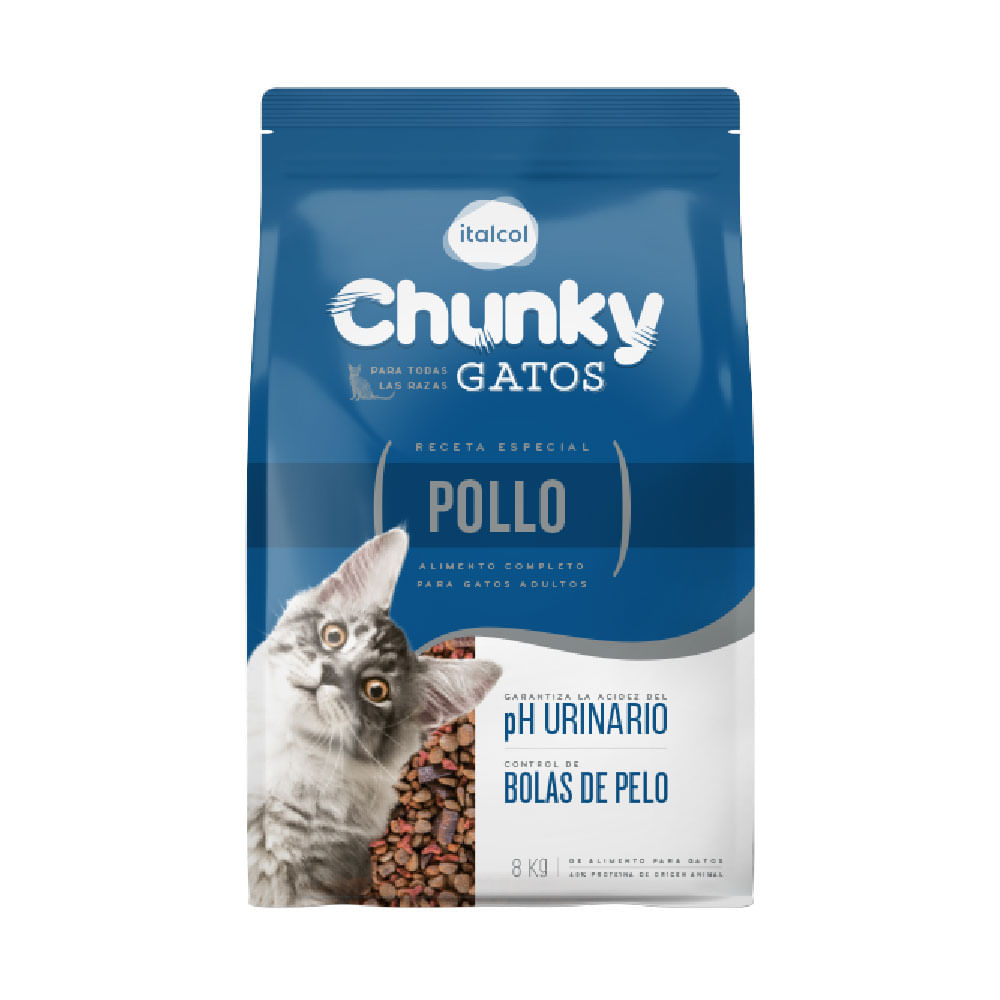 italcol
Chunky
PARA TODAS
LAS RAZAS
GATOS
RECETA ESPECIAL
POLLO
ALIMENTO COMPLETO
PARA GATOS ADULTOS
GARANTIZA LA ACIDEZ DEL
pH URINARIO
CONTROL DE
BOLAS DE PELO
8 Kg
DE ALIMENTO PARA GATOS
PROTEINA DE ORIGEN ANIMAL